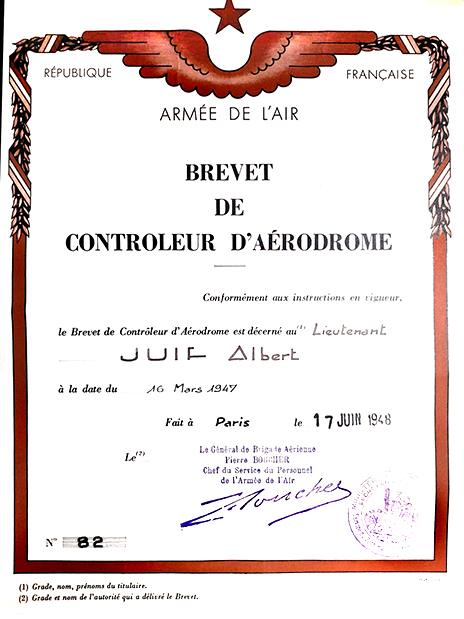 RÉPUBLIQUE FRANÇAISE
ARMÉE DE L'AIR
BREVET
DE
CONTROLEUR D'AÉRODROME
Conformément aux instructions en vigueur,
le Brevet de Contrôleur d'Aérodrome est décerné au (1) Lieutenant
JUIF Albert
à la date du 16 Mars 1947
Fait à Paris le 17 JUIN 1948
Le (2)
Le Général de Brigade Aérienne
Pierre BOUCHER
Chef du Service du Personnel
de l'Armée de l'Air
Boucher
N° 82
(1) Grade, nom, prénoms du titulaire.
(2) Grade et nom de l'autorité qui a délivré le Brevet.